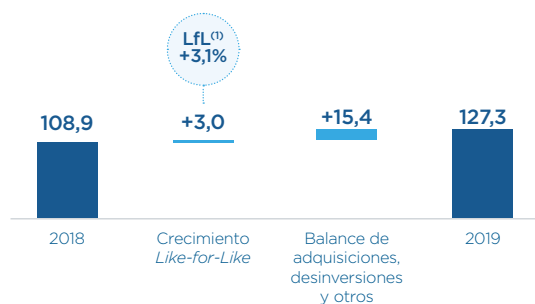 LfL(1)
+3,1%
108,9
+3,0
+15,4
127,3
2018
Crecimiento
Like-for-Like
Balance de
adquisiciones,
desinversiones
y otros
2019